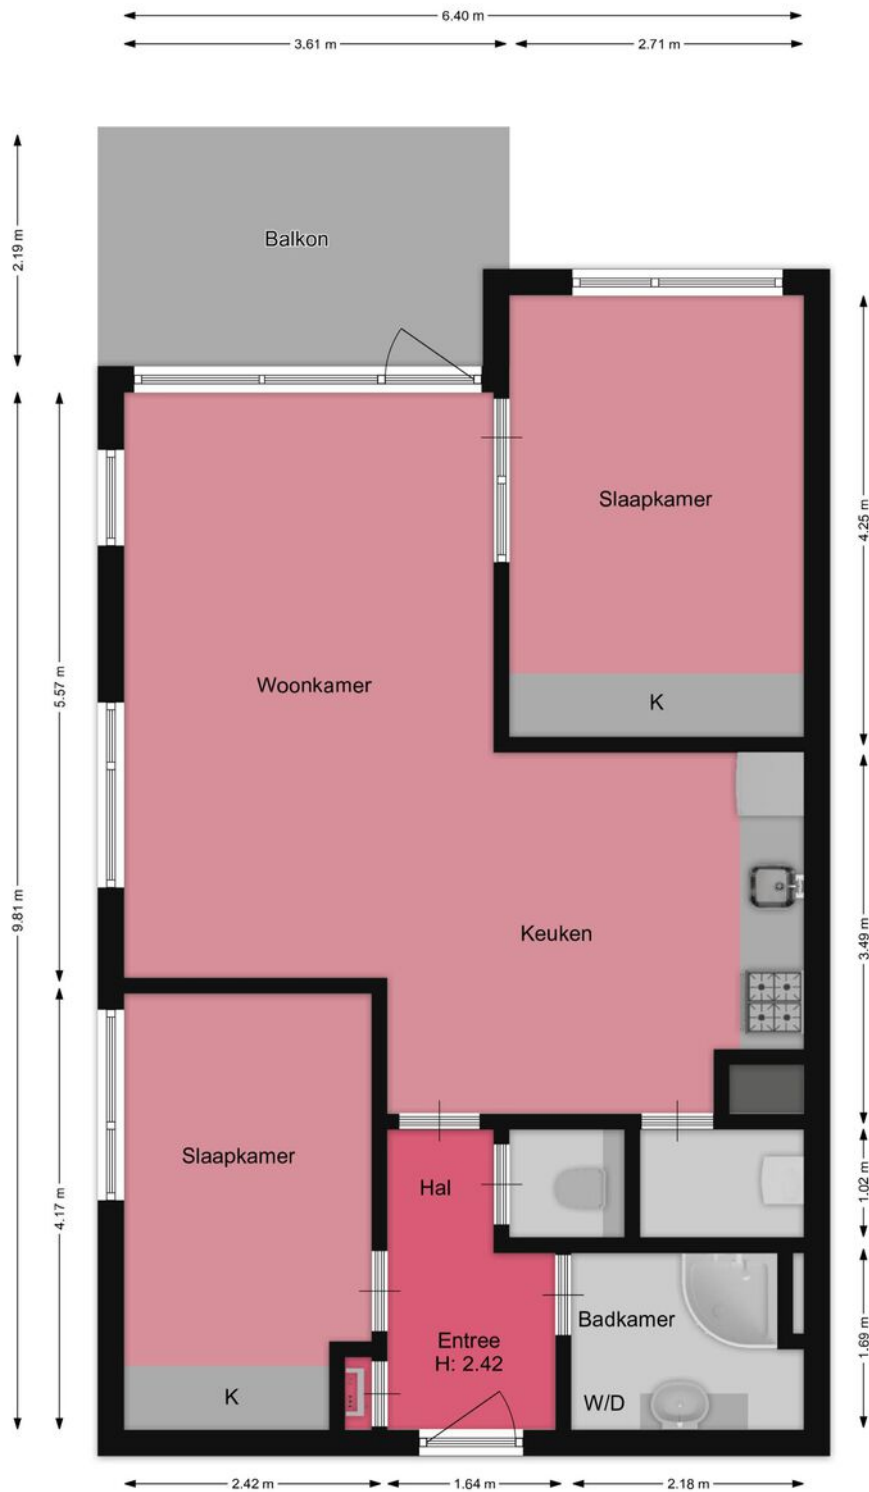 6.40 m
3.61 m
2.71 m
Balkon
2.19 m
Slaapkamer
4.25 m
Woonkamer
5.57 m
K
9.81 m
Keuken
3.49 m
Slaapkamer
Hal
1.02 m
4.17 m
Badkamer
Entree
H: 2.42
1.69 m
K
W/D
2.42 m
1.64 m
2.18 m